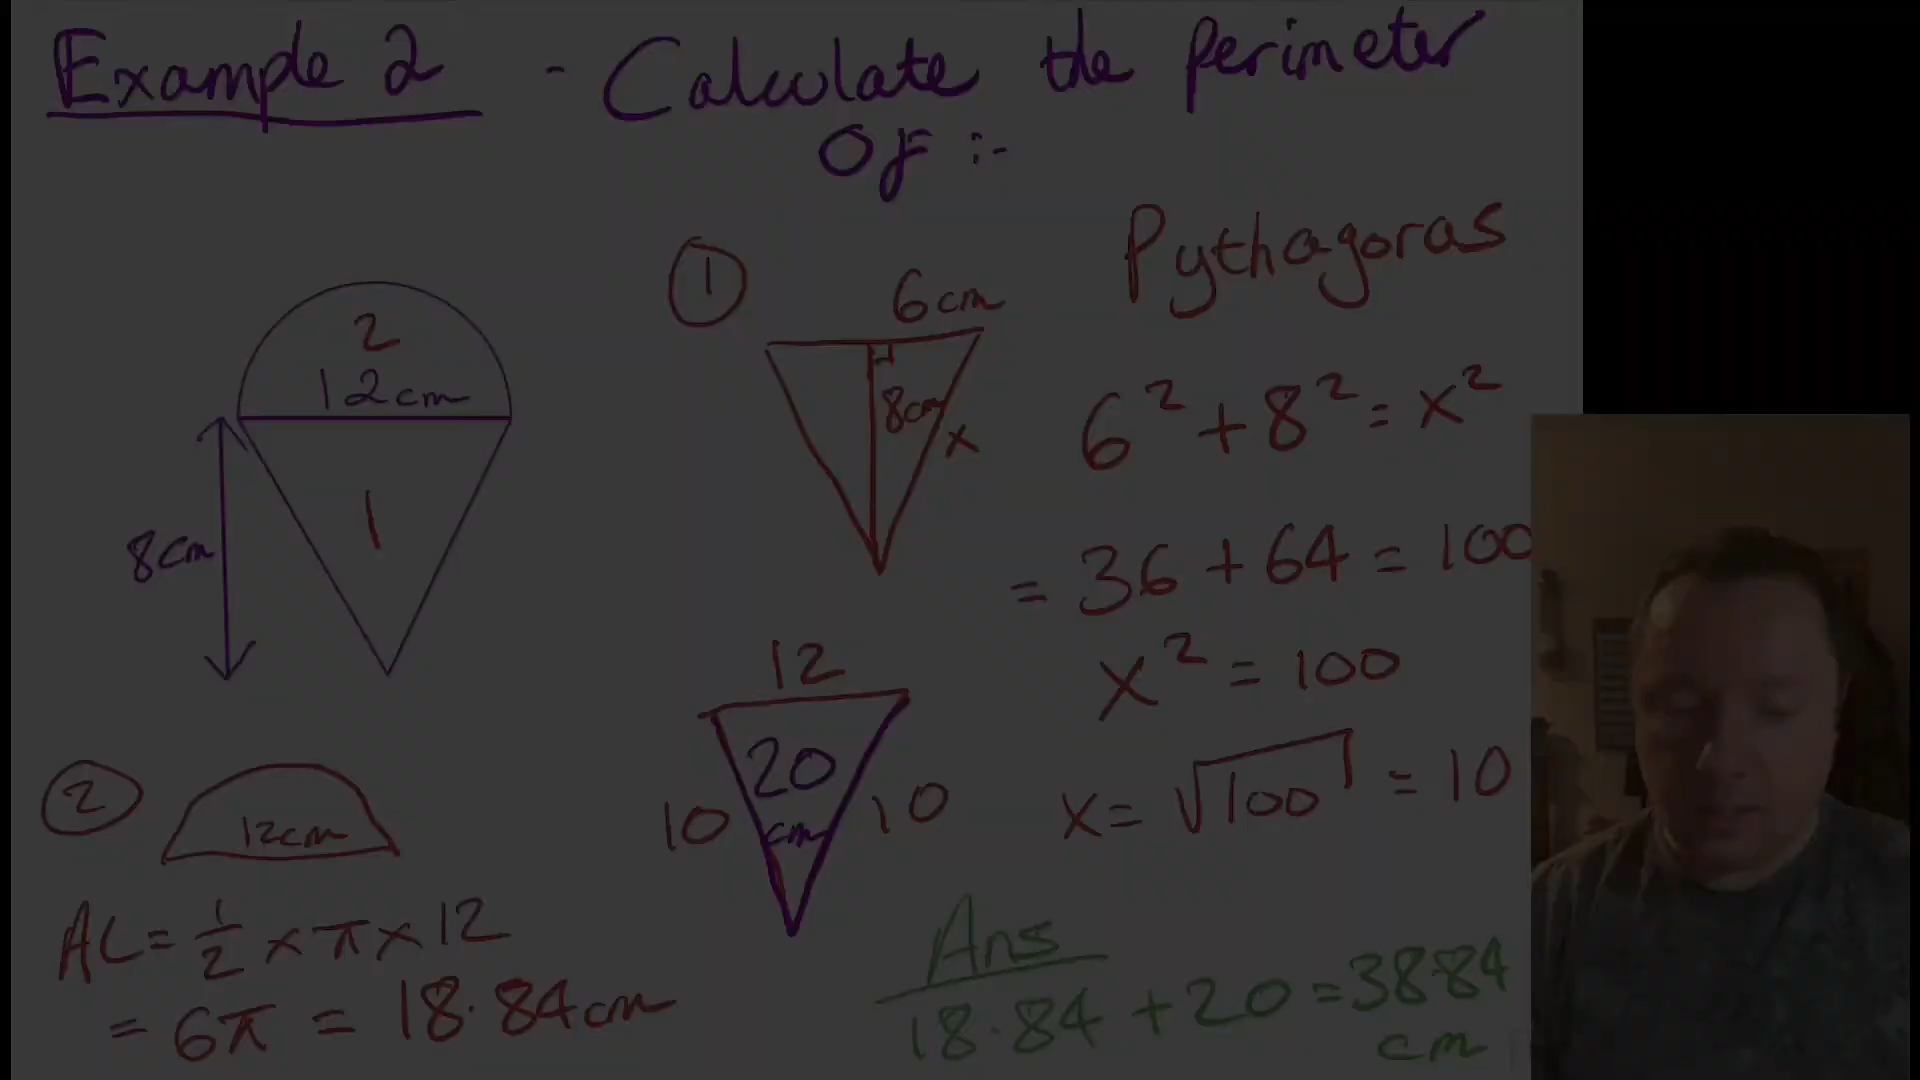 Example 2 - Calculate the perimeter
of :-
2
12cm
8cm
1
1
6cm
8cm
x
Pythagoras
6² + 8² = x²
= 36 + 64 = 100
x² = 100
x = √100 = 10
12
20
cm
10
10
2
12cm
AL = 1/2 × π × 12
= 6π = 18.84cm
Ans
18.84 + 20 = 38.84
cm